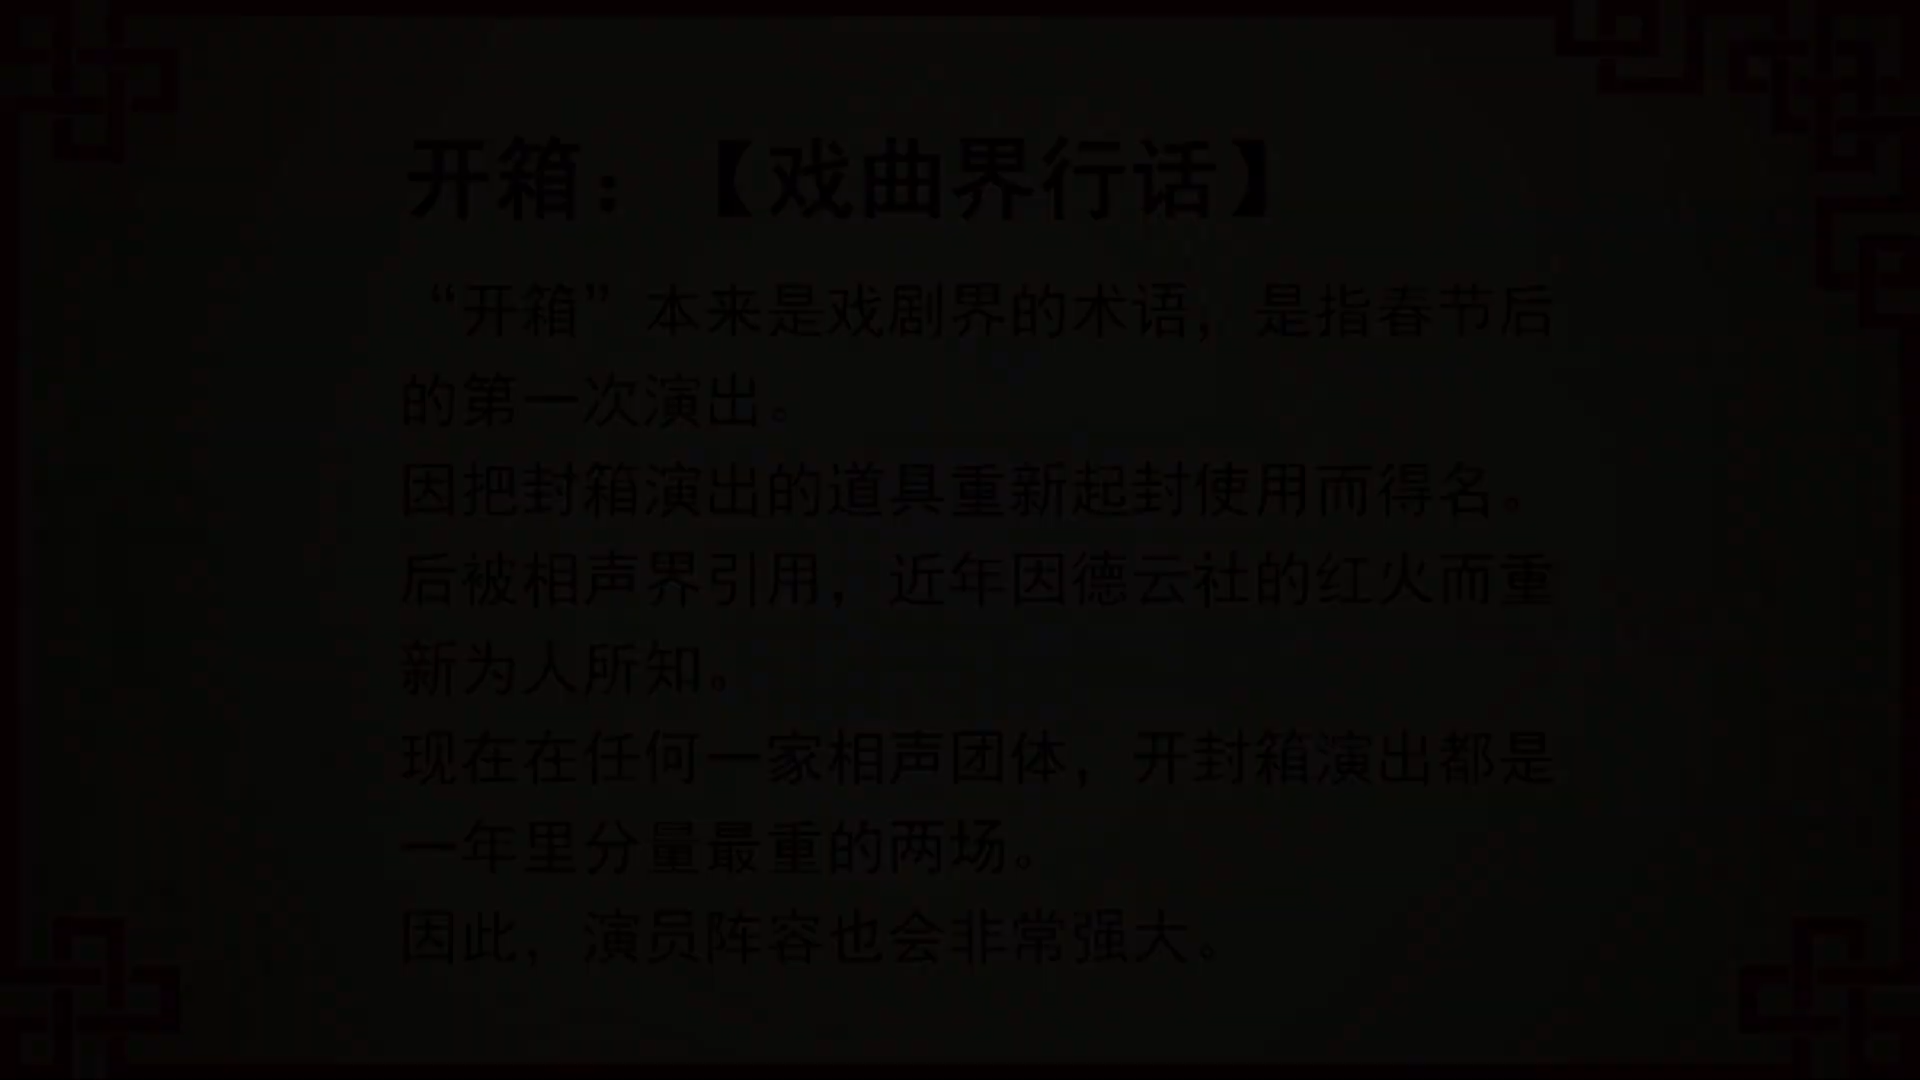 开箱：【戏曲界行话】
“开箱”本来是戏剧界的术语，是指春节后
的第一次演出。
因把封箱演出的道具重新起封使用而得名。
后被相声界引用，近年因德云社的红火而重
新为人所知。
现在在任何一家相声团体，开封箱演出都是
一年里分量最重的两场。
因此，演员阵容也会非常强大。